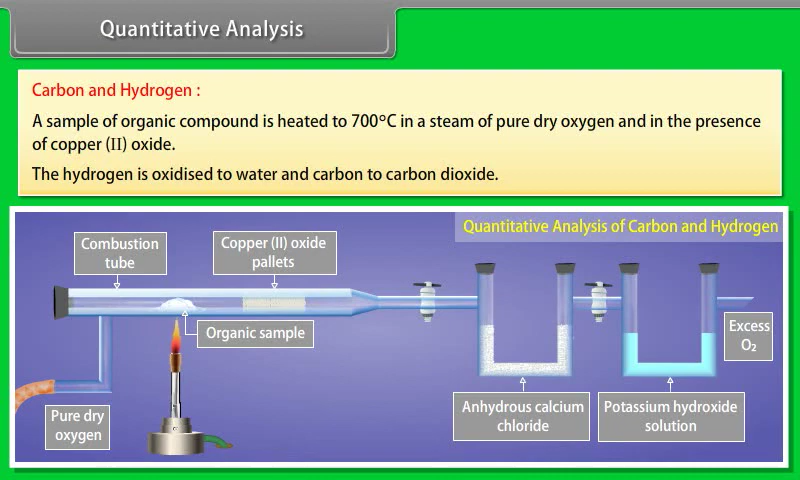 Quantitative Analysis
Carbon and Hydrogen :
A sample of organic compound is heated to 700°C in a steam of pure dry oxygen and in the presence
of copper (II) oxide.
The hydrogen is oxidised to water and carbon to carbon dioxide.
Quantitative Analysis of Carbon and Hydrogen
Combustion
tube
Copper (II) oxide
pallets
Organic sample
Excess
O₂
Pure dry
oxygen
Anhydrous calcium
chloride
Potassium hydroxide
solution